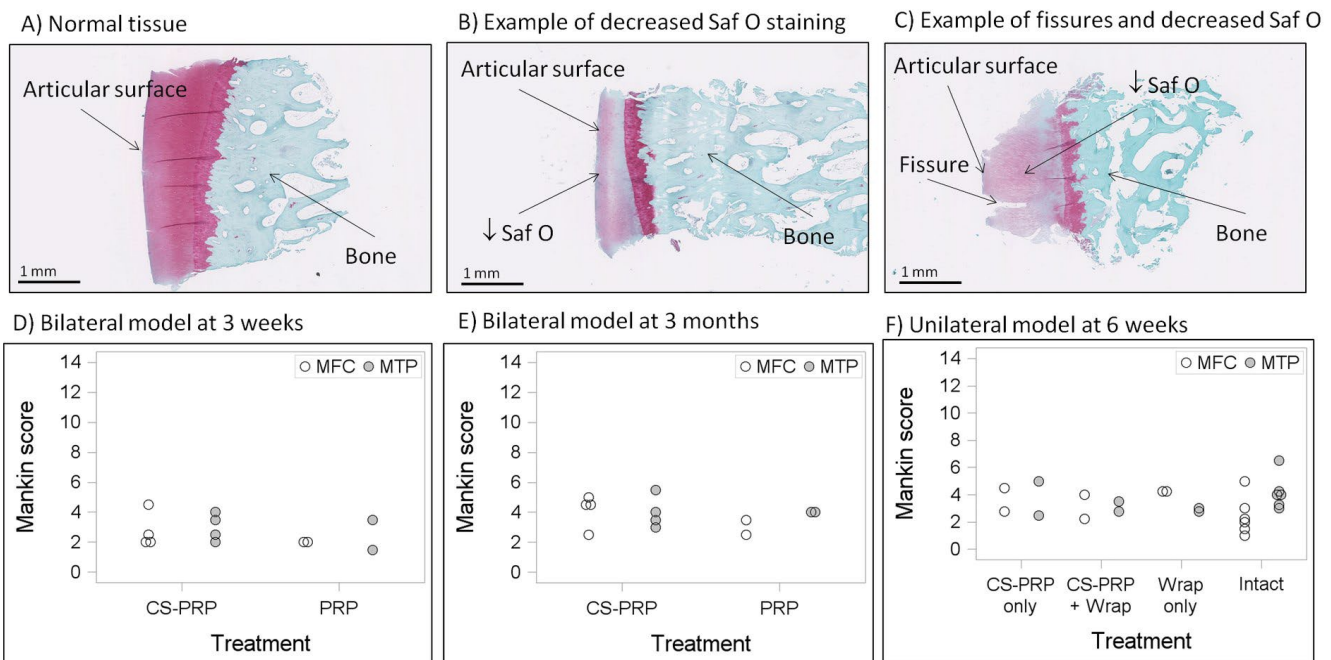 A) Normal tissue
Articular surface
Bone
1 mm
B) Example of decreased Saf O staining
Articular surface
↓ Saf O
Bone
1 mm
C) Example of fissures and decreased Saf O
Articular surface
↓ Saf O
Fissure
Bone
1 mm
D) Bilateral model at 3 weeks
MFC MTP
Mankin score
14
12
10
8
6
4
2
0
CS-PRP PRP
Treatment
E) Bilateral model at 3 months
MFC MTP
Mankin score
14
12
10
8
6
4
2
0
CS-PRP PRP
Treatment
F) Unilateral model at 6 weeks
MFC MTP
Mankin score
14
12
10
8
6
4
2
0
CS-PRP CS-PRP Wrap Intact
only + Wrap only
Treatment